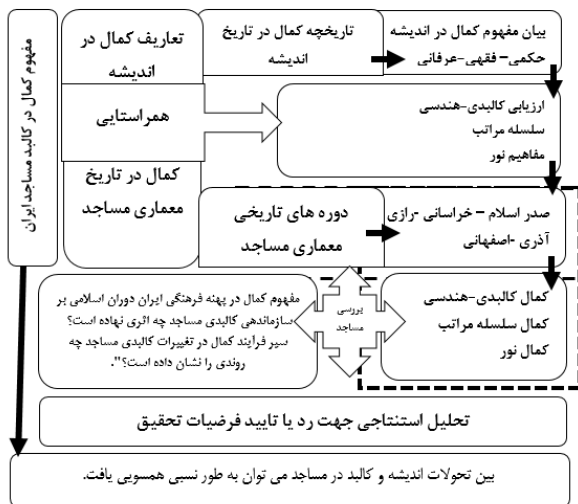 مفهوم کمال در کالبد مساجد ایران
تعاریف کمال در
اندیشه
تاریخچه کمال در تاریخ
اندیشه
بیان مفهوم کمال در اندیشه
حکمی- فقهی-عرفانی
همراستایی
ارزیابی کالبدی-هندسی
سلسله مراتب
مفاهیم نور
کمال در تاریخ
معماری مساجد
دوره های تاریخی
معماری مساجد
صدر اسلام – خراسانی -رازی
آذری -اصفهانی
مفهوم کمال در پهنه فرهنگی ایران دوران اسلامی بر
سازماندهی کالبدی مساجد چه اثری نهاده است؟
سیر فرآیند کمال در تغییرات کالبدی مساجد چه
روندی را نشان داده است؟".
بررسی
مساجد
کمال کالبدی-هندسی
کمال سلسله مراتب
کمال نور
تحلیل استنتاجی جهت رد یا تایید فرضیات تحقیق
بین تحولات اندیشه و کالبد در مساجد می توان به طور نسبی همسویی یافت.